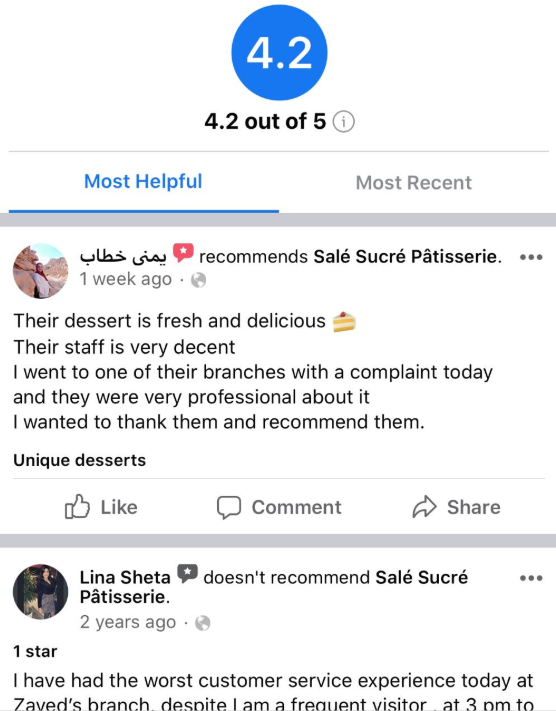 4.2
4.2 out of 5
Most Helpful
Most Recent
يمنى خطاب recommends Salé Sucré Pâtisserie.
1 week ago ·
Their dessert is fresh and delicious 🍰
Their staff is very decent
I went to one of their branches with a complaint today
and they were very professional about it
I wanted to thank them and recommend them.
Unique desserts
Like
Comment
Share
Lina Sheta doesn't recommend Salé Sucré
Pâtisserie.
2 years ago ·
1 star
I have had the worst customer service experience today at
Zayed’s branch, despite I am a frequent visitor , at 3 pm to